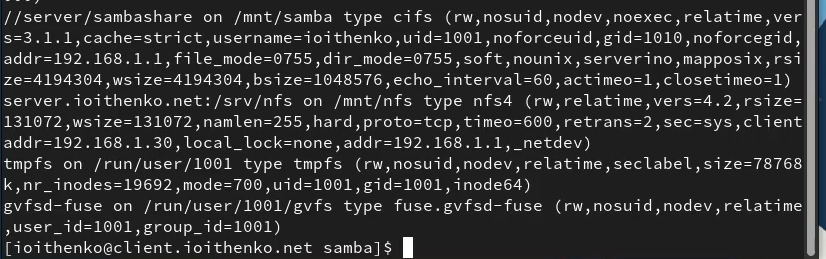 //server/sambashare on /mnt/samba type cifs (rw,nosuid,nodev,noexec,relatime,ver
s=3.1.1,cache=strict,username=ioithenko,uid=1001,noforceuid,gid=1010,noforcegid,
addr=192.168.1.1,file_mode=0755,dir_mode=0755,soft,nounix,serverino,mapposix,rsi
ze=4194304,wsize=4194304,bsize=1048576,echo_interval=60,actimeo=1,closetimeo=1)
server.ioithenko.net:/srv/nfs on /mnt/nfs type nfs4 (rw,relatime,vers=4.2,rsize=
131072,wsize=131072,namlen=255,hard,proto=tcp,timeo=600,retrans=2,sec=sys,client
addr=192.168.1.30,local_lock=none,addr=192.168.1.1,_netdev)
tmpfs on /run/user/1001 type tmpfs (rw,nosuid,nodev,relatime,seclabel,size=78768
k,nr_inodes=19692,mode=700,uid=1001,gid=1001,inode64)
gvfsd-fuse on /run/user/1001/gvfs type fuse.gvfsd-fuse (rw,nosuid,nodev,relatime
,user_id=1001,group_id=1001)
[ioithenko@client.ioithenko.net samba]$